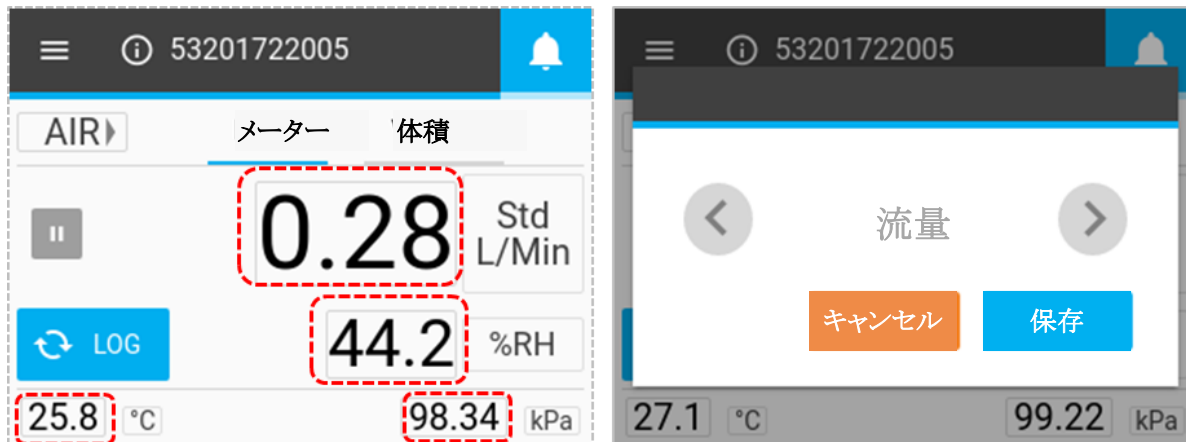 53201722005
AIR メーター 体積
0.28 Std L/Min
LOG 44.2 %RH
25.8 °C 98.34 kPa
53201722005
流量
キャンセル 保存
27.1 °C 99.22 kPa